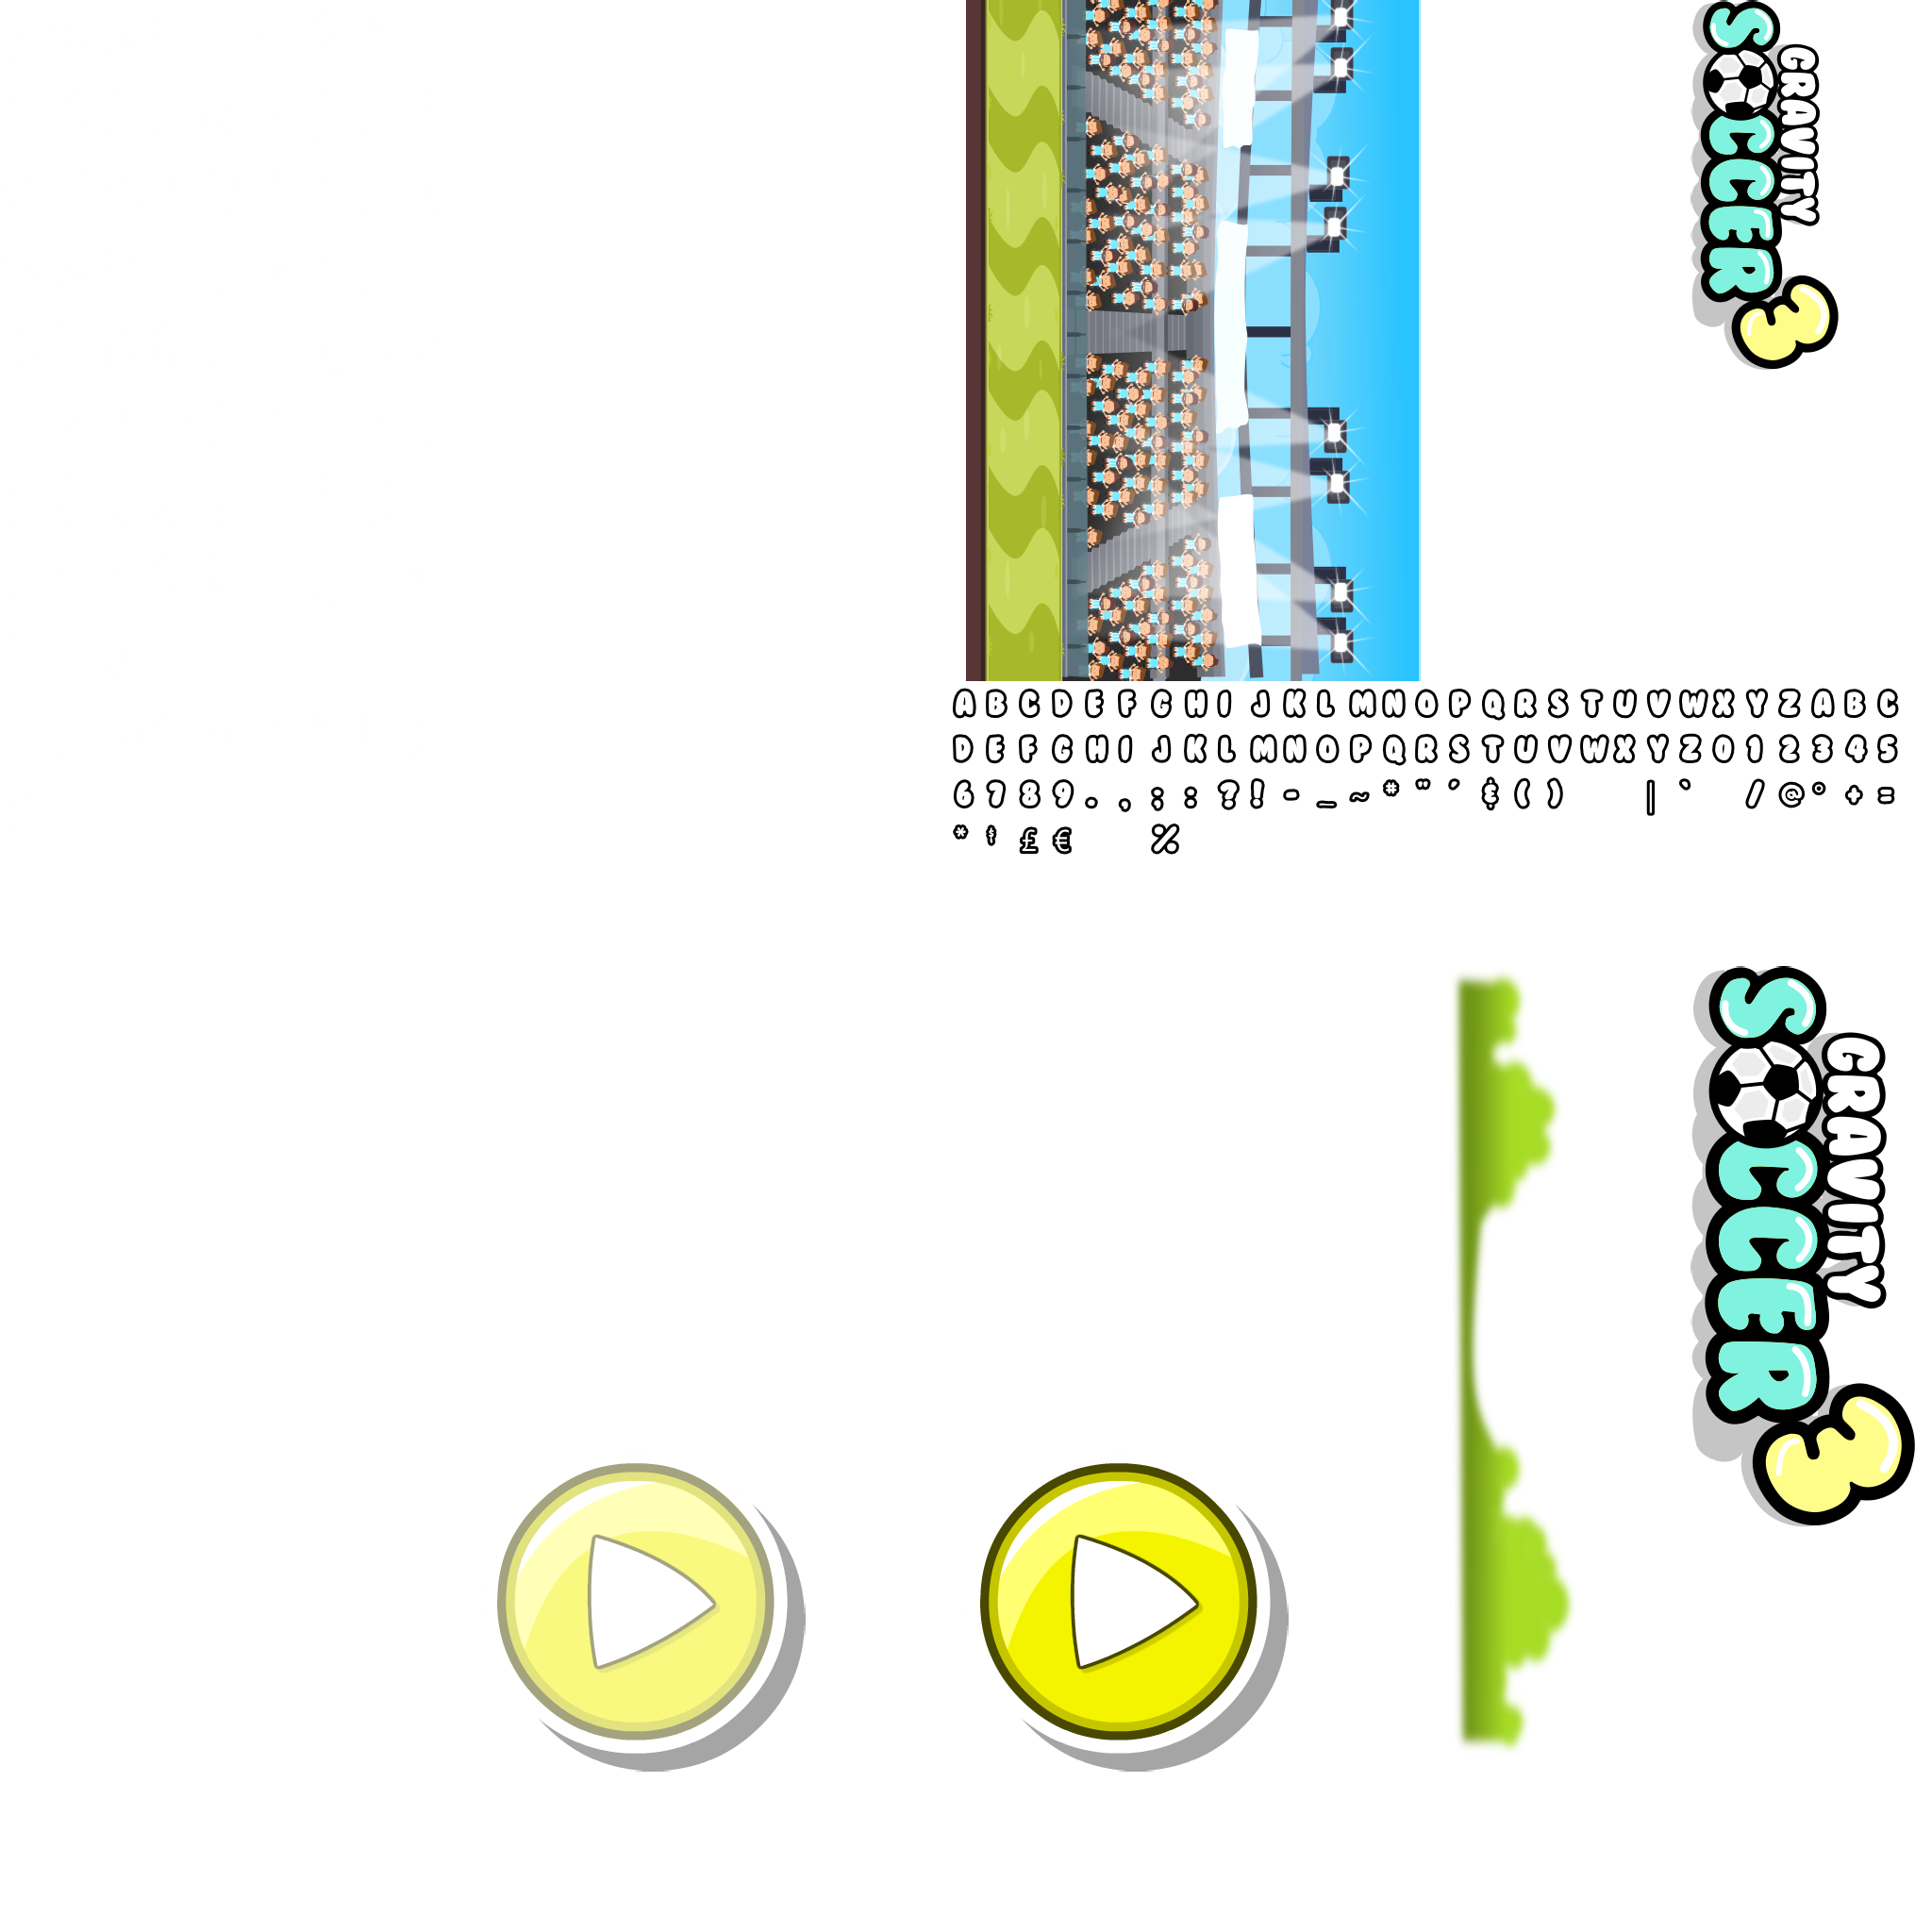 GRAVITY
SOCCER
3
A B C D E F G H I J K L M N O P Q R S T U V W X Y Z A B C
D E F G H I J K L M N O P Q R S T U V W X Y Z 0 1 2 3 4 5
6 7 8 9 . , ; : ? ! - _ ~ # " ' & ( ) | ` / @ ° + =
* £ € %
GRAVITY
SOCCER
3